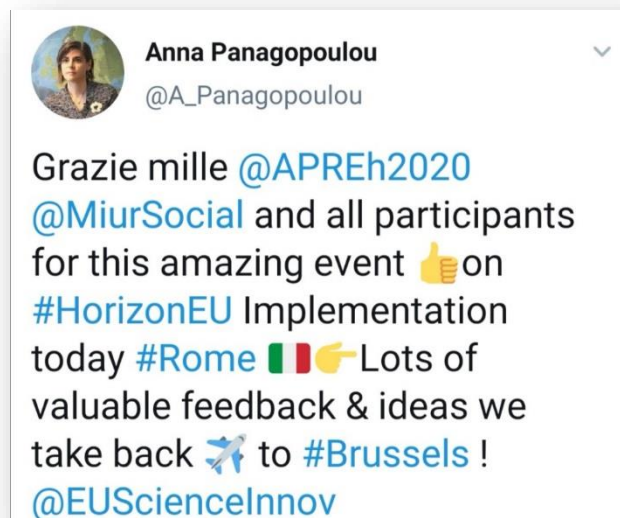 Anna Panagopoulou
@A_Panagopoulou
Grazie mille @APREh2020
@MiurSocial and all participants
for this amazing event 👍on
#HorizonEU Implementation
today #Rome 🇮🇹👉Lots of
valuable feedback & ideas we
take back ✈️ to #Brussels !
@EUScienceInnov